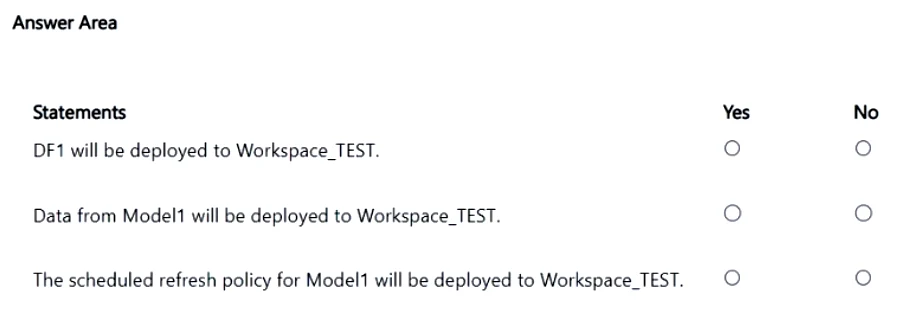 Answer Area
Statements Yes No
DF1 will be deployed to Workspace_TEST.
Data from Model1 will be deployed to Workspace_TEST.
The scheduled refresh policy for Model1 will be deployed to Workspace_TEST.